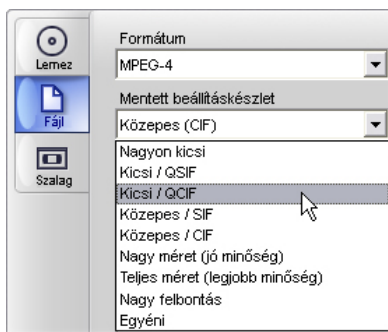 Formátum
Lemez
MPEG-4
Mentett beállításkészlet
Fájl
Közepes (CIF)
Nagyon kicsi
Kicsi / QSIF
Szalag
Kicsi / QCIF
Közepes / SIF
Közepes / CIF
Nagy méret (jó minőség)
Teljes méret (legjobb minőség)
Nagy felbontás
Egyéni